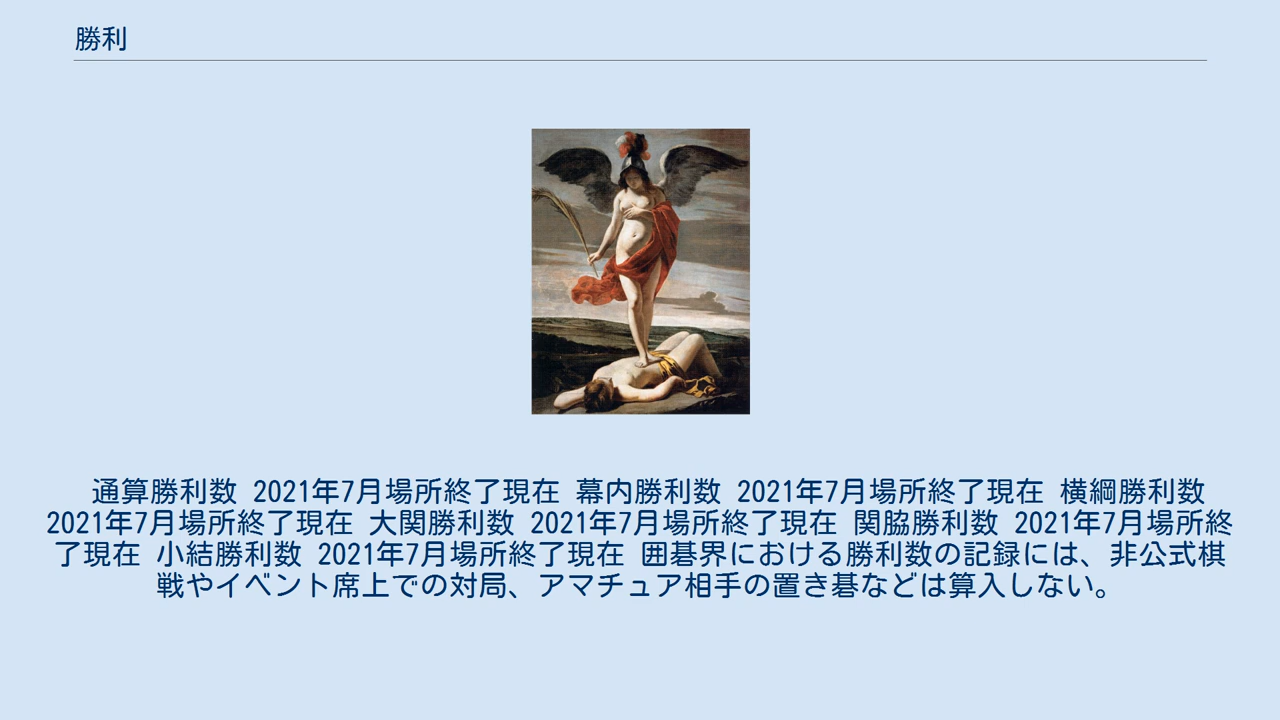 勝利
通算勝利数 2021年7月場所終了現在 幕内勝利数 2021年7月場所終了現在 横綱勝利数
2021年7月場所終了現在 大関勝利数 2021年7月場所終了現在 関脇勝利数 2021年7月場所終
了現在 小結勝利数 2021年7月場所終了現在 囲碁界における勝利数の記録には、非公式棋
戦やイベント席上での対局、アマチュア相手の置き碁などは算入しない。